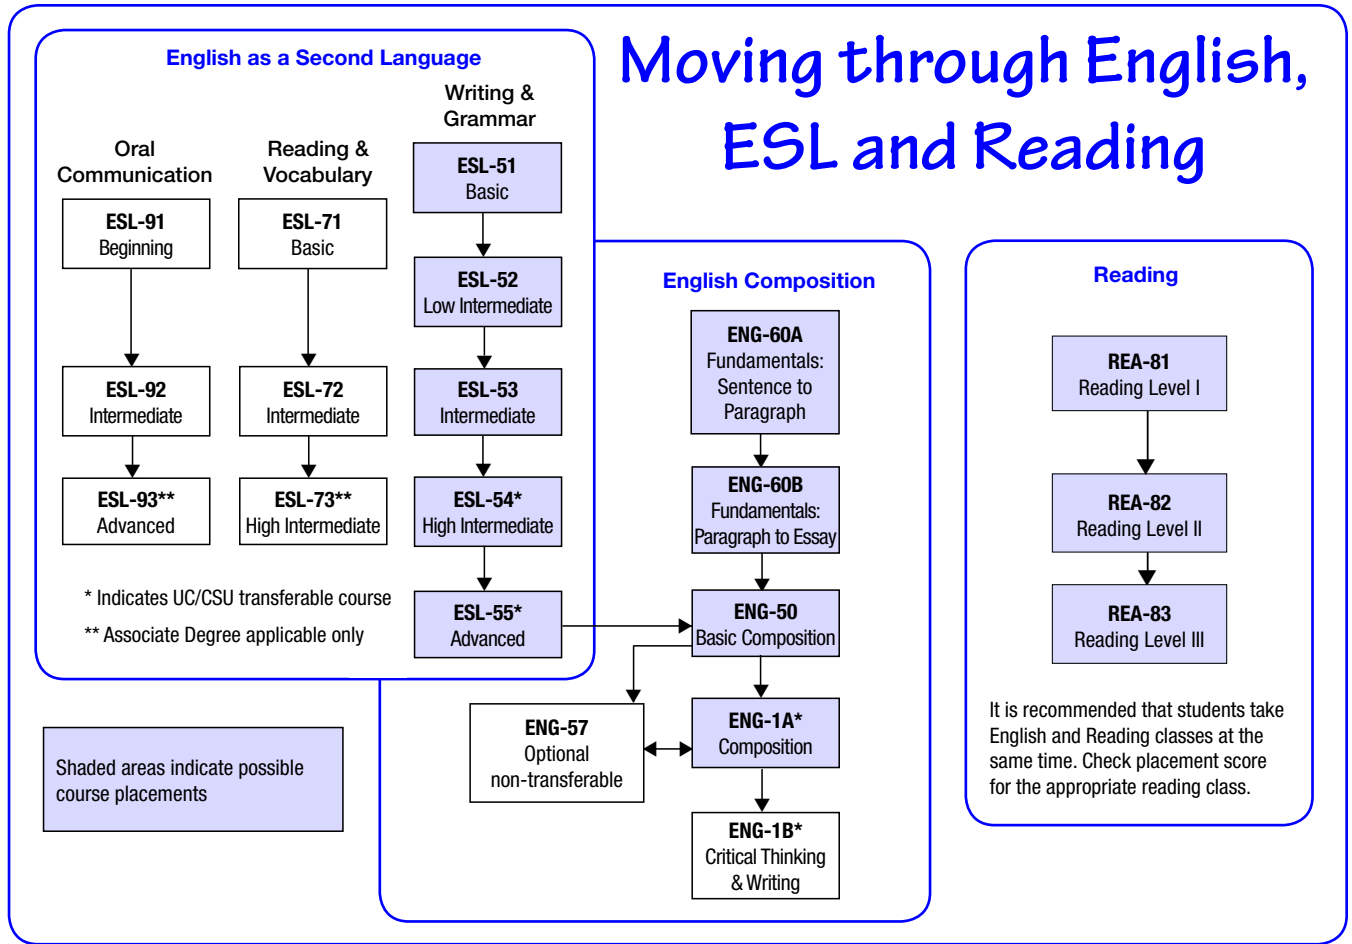 Moving through English,
ESL and Reading
English as a Second Language
Oral
Communication
ESL-91
Beginning
ESL-92
Intermediate
ESL-93**
Advanced
Reading &
Vocabulary
ESL-71
Basic
ESL-72
Intermediate
ESL-73**
High Intermediate
Writing &
Grammar
ESL-51
Basic
ESL-52
Low Intermediate
ESL-53
Intermediate
ESL-54*
High Intermediate
ESL-55*
Advanced
* Indicates UC/CSU transferable course
** Associate Degree applicable only
Shaded areas indicate possible
course placements
English Composition
ENG-60A
Fundamentals:
Sentence to
Paragraph
ENG-60B
Fundamentals:
Paragraph to Essay
ENG-50
Basic Composition
ENG-57
Optional
non-transferable
ENG-1A*
Composition
ENG-1B*
Critical Thinking
& Writing
Reading
REA-81
Reading Level I
REA-82
Reading Level II
REA-83
Reading Level III
It is recommended that students take
English and Reading classes at the
same time. Check placement score
for the appropriate reading class.